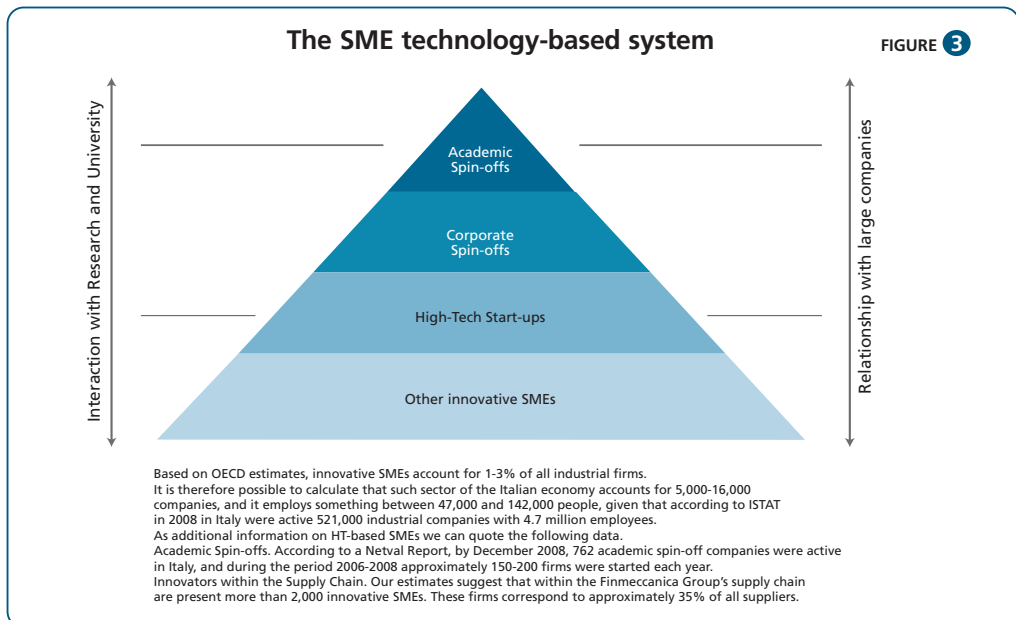 The SME technology-based system
FIGURE 3
Interaction with Research and University
Relationship with large companies
Academic
Spin-offs
Corporate
Spin-offs
High-Tech Start-ups
Other innovative SMEs
Based on OECD estimates, innovative SMEs account for 1-3% of all industrial firms.
It is therefore possible to calculate that such sector of the Italian economy accounts for 5,000-16,000
companies, and it employs something between 47,000 and 142,000 people, given that according to ISTAT
in 2008 in Italy were active 521,000 industrial companies with 4.7 million employees.
As additional information on HT-based SMEs we can quote the following data.
Academic Spin-offs. According to a Netval Report, by December 2008, 762 academic spin-off companies were active
in Italy, and during the period 2006-2008 approximately 150-200 firms were started each year.
Innovators within the Supply Chain. Our estimates suggest that within the Finmeccanica Group's supply chain
are present more than 2,000 innovative SMEs. These firms correspond to approximately 35% of all suppliers.